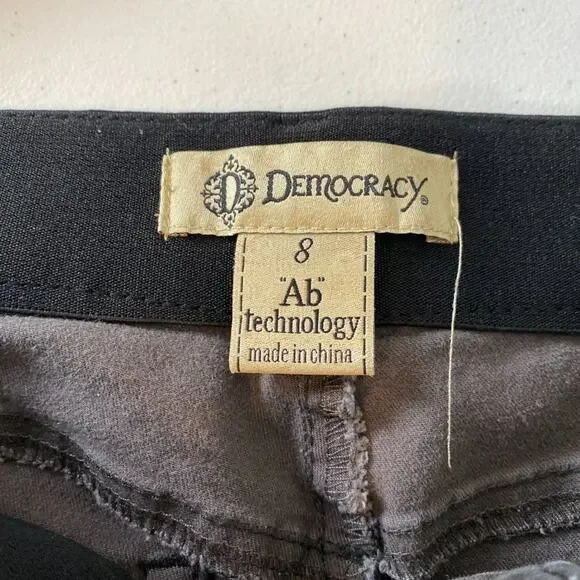 D DEMOCRACY®
8
"Ab"
technology
made in china